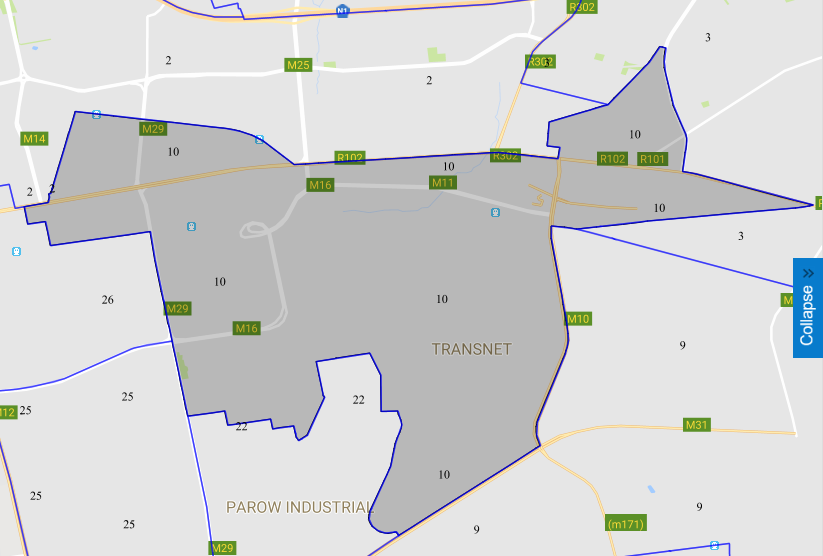 R302
N1
3
2
M25
R302
2
M14
M29
10
R102
R302
10
R102
R101
10
2
2
M16
M11
10
3
10
26
M29
10
M
M16
M10
TRANSNET
9
25
22
M12
25
22
M31
10
25
25
PAROW INDUSTRIAL
9
9
(m171)
M29
Collapse »